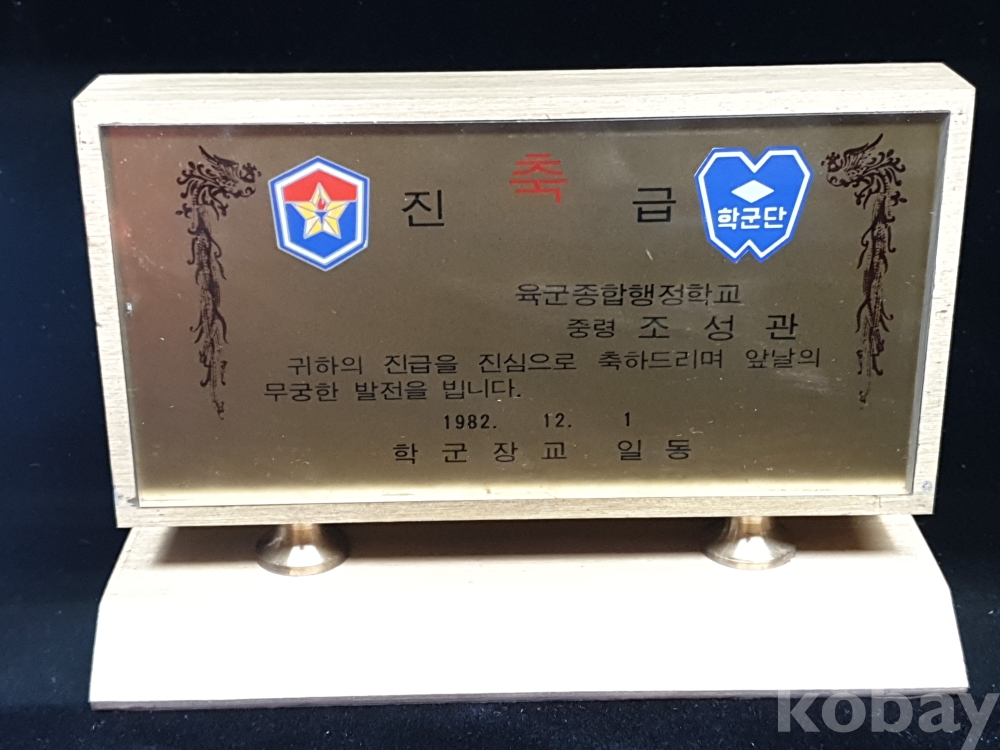 진 축 급
학군단
육군종합행정학교
중령 조 성 관
귀하의 진급을 진심으로 축하드리며 앞날의
무궁한 발전을 빕니다.
1982. 12. 1
학 군 장 교 일 동
kobay